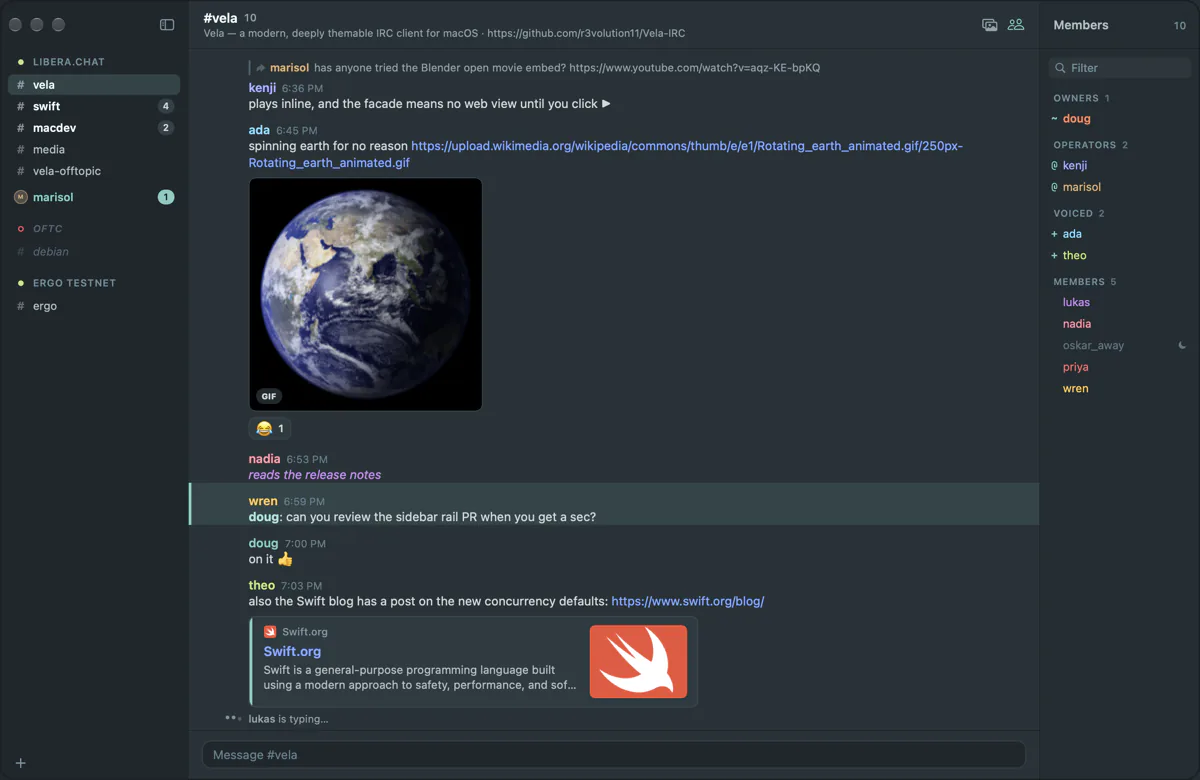 LIBERA.CHAT
# vela
# swift 4
# macdev 2
# media
# vela-offtopic
M marisol 1
OFTC
# debian
ERGO TESTNET
# ergo
+
#vela 10
Vela — a modern, deeply themable IRC client for macOS · https://github.com/r3volution11/Vela-IRC
marisol has anyone tried the Blender open movie embed? https://www.youtube.com/watch?v=aqz-KE-bpKQ
kenji 6:36 PM
plays inline, and the facade means no web view until you click ▶
ada 6:45 PM
spinning earth for no reason https://upload.wikimedia.org/wikipedia/commons/thumb/e/e1/Rotating_earth_animated.gif/250px-
Rotating_earth_animated.gif
GIF
😂 1
nadia 6:53 PM
reads the release notes
wren 6:59 PM
doug: can you review the sidebar rail PR when you get a sec?
doug 7:00 PM
on it 👍
theo 7:03 PM
also the Swift blog has a post on the new concurrency defaults: https://www.swift.org/blog/
Swift.org
Swift.org
Swift is a general-purpose programming language built
using a modern approach to safety, performance, and sof…
lukas is typing…
Message #vela
Members 10
Filter
OWNERS 1
~ doug
OPERATORS 2
@ kenji
@ marisol
VOICED 2
+ ada
+ theo
MEMBERS 5
lukas
nadia
oskar_away
priya
wren